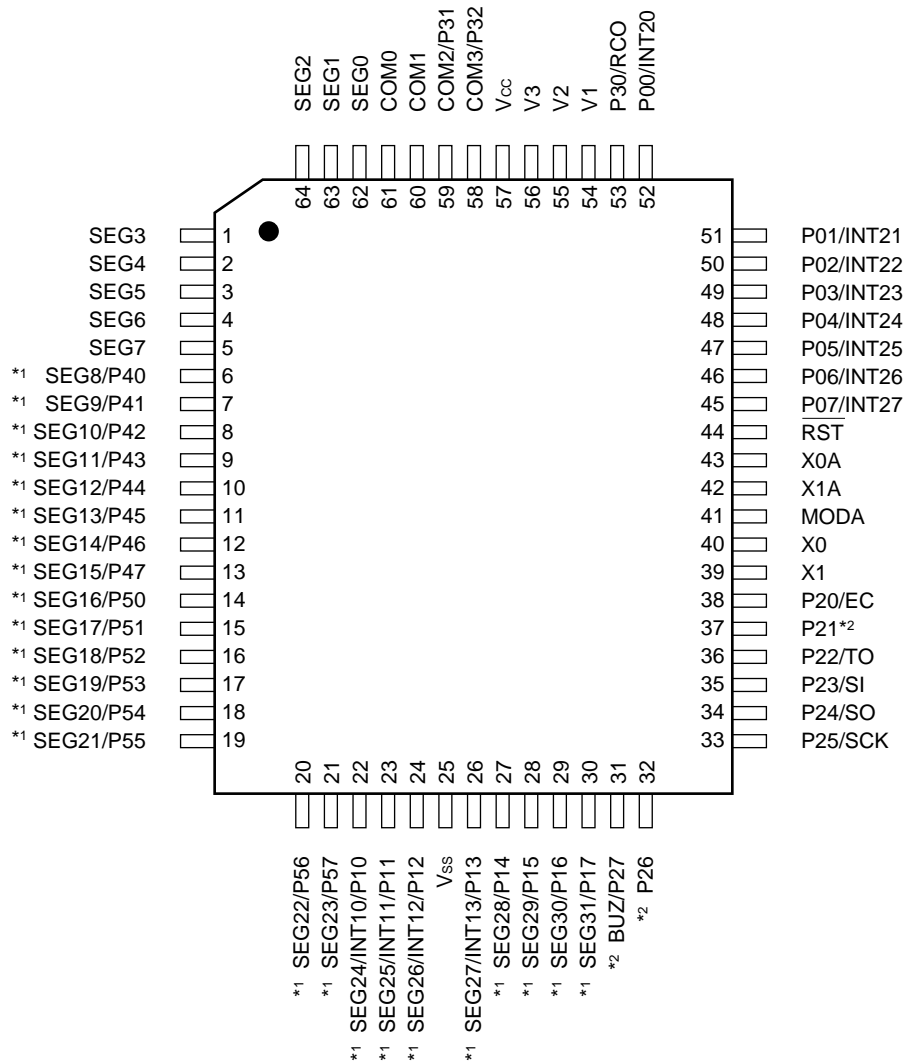 SEG2
SEG1
SEG0
COM0
COM1
COM2/P31
COM3/P32
Vcc
V3
V2
V1
P30/RCO
P00/INT20
64
63
62
61
60
59
58
57
56
55
54
53
52
SEG3 1
SEG4 2
SEG5 3
SEG6 4
SEG7 5
*1 SEG8/P40 6
*1 SEG9/P41 7
*1 SEG10/P42 8
*1 SEG11/P43 9
*1 SEG12/P44 10
*1 SEG13/P45 11
*1 SEG14/P46 12
*1 SEG15/P47 13
*1 SEG16/P50 14
*1 SEG17/P51 15
*1 SEG18/P52 16
*1 SEG19/P53 17
*1 SEG20/P54 18
*1 SEG21/P55 19
51 P01/INT21
50 P02/INT22
49 P03/INT23
48 P04/INT24
47 P05/INT25
46 P06/INT26
45 P07/INT27
44 RST
43 X0A
42 X1A
41 MODA
40 X0
39 X1
38 P20/EC
37 P21*2
36 P22/TO
35 P23/SI
34 P24/SO
33 P25/SCK
20
21
22
23
24
25
26
27
28
29
30
31
32
*1 SEG22/P56
*1 SEG23/P57
*1 SEG24/INT10/P10
*1 SEG25/INT11/P11
*1 SEG26/INT12/P12
Vss
*1 SEG27/INT13/P13
*1 SEG28/P14
*1 SEG29/P15
*1 SEG30/P16
*1 SEG31/P17
*2 BUZ/P27
*2 P26